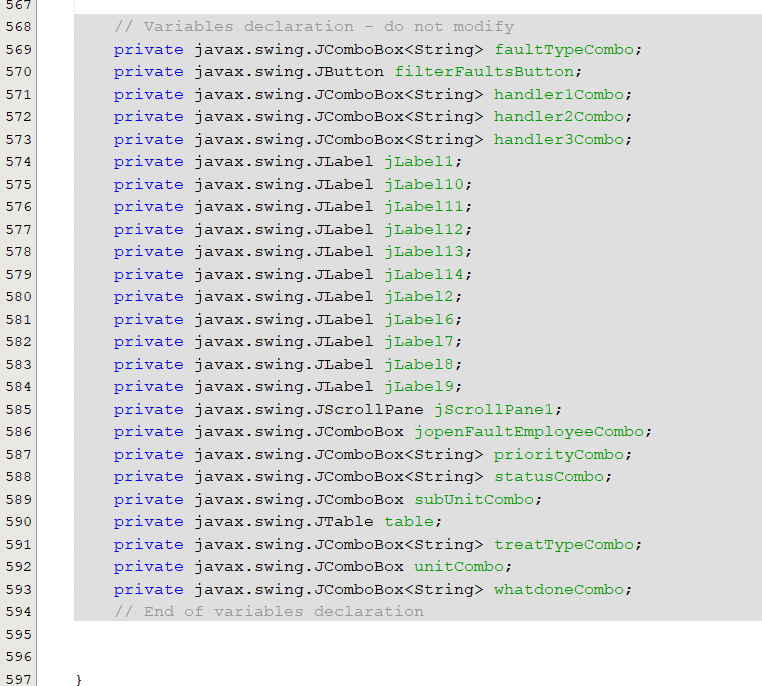 567
568 // Variables declaration - do not modify
569 private javax.swing.JComboBox<String> faultTypeCombo;
570 private javax.swing.JButton filterFaultsButton;
571 private javax.swing.JComboBox<String> handler1Combo;
572 private javax.swing.JComboBox<String> handler2Combo;
573 private javax.swing.JComboBox<String> handler3Combo;
574 private javax.swing.JLabel jLabel1;
575 private javax.swing.JLabel jLabel10;
576 private javax.swing.JLabel jLabel11;
577 private javax.swing.JLabel jLabel12;
578 private javax.swing.JLabel jLabel13;
579 private javax.swing.JLabel jLabel14;
580 private javax.swing.JLabel jLabel2;
581 private javax.swing.JLabel jLabel6;
582 private javax.swing.JLabel jLabel7;
583 private javax.swing.JLabel jLabel8;
584 private javax.swing.JLabel jLabel9;
585 private javax.swing.JScrollPane jScrollPane1;
586 private javax.swing.JComboBox jopenFaultEmployeeCombo;
587 private javax.swing.JComboBox<String> priorityCombo;
588 private javax.swing.JComboBox<String> statusCombo;
589 private javax.swing.JComboBox subUnitCombo;
590 private javax.swing.JTable table;
591 private javax.swing.JComboBox<String> treatTypeCombo;
592 private javax.swing.JComboBox unitCombo;
593 private javax.swing.JComboBox<String> whatdoneCombo;
594 // End of variables declaration
595
596
597 }